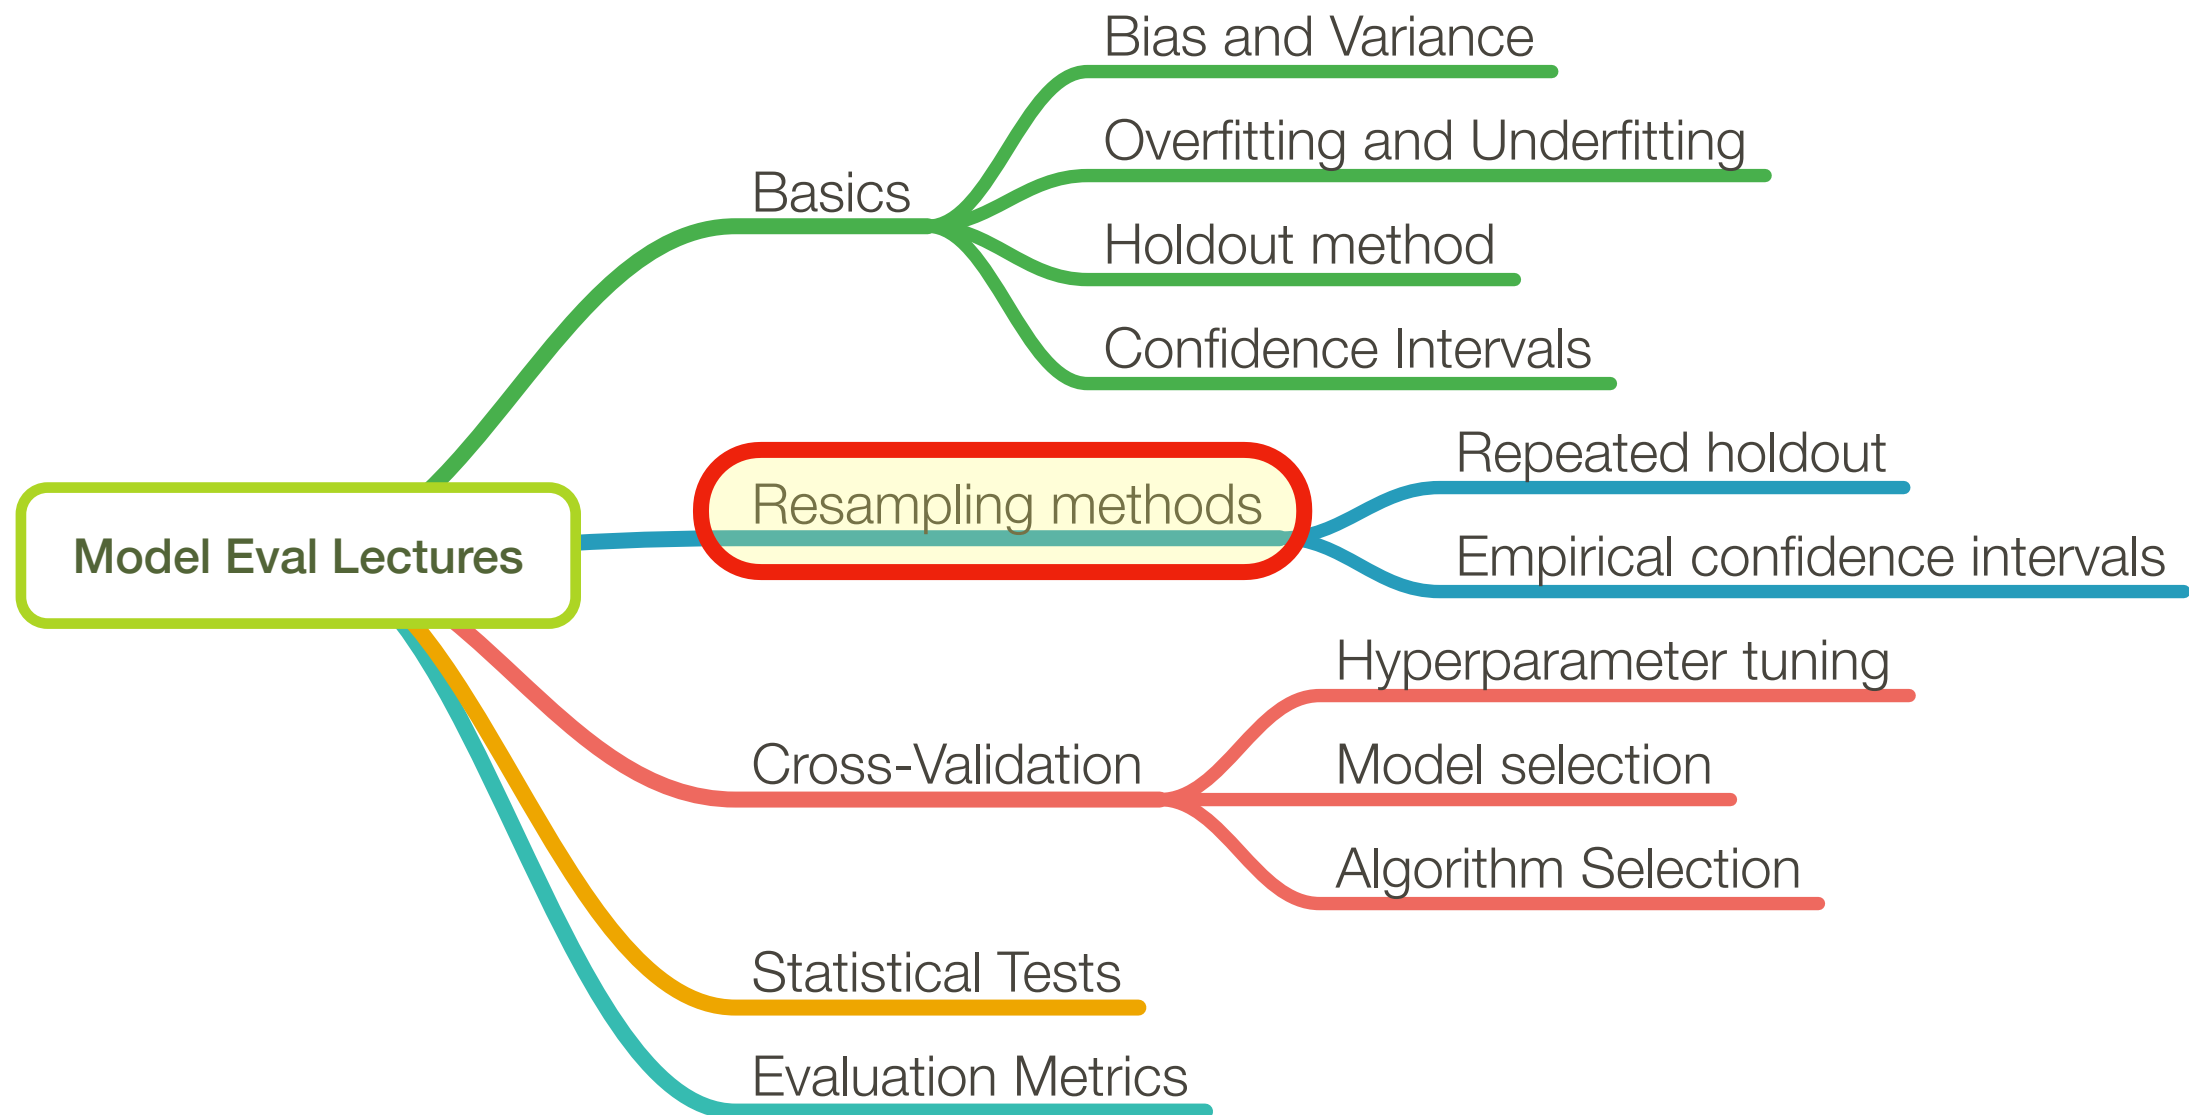 Model Eval Lectures
Basics
Bias and Variance
Overfitting and Underfitting
Holdout method
Confidence Intervals
Resampling methods
Repeated holdout
Empirical confidence intervals
Cross-Validation
Hyperparameter tuning
Model selection
Algorithm Selection
Statistical Tests
Evaluation Metrics